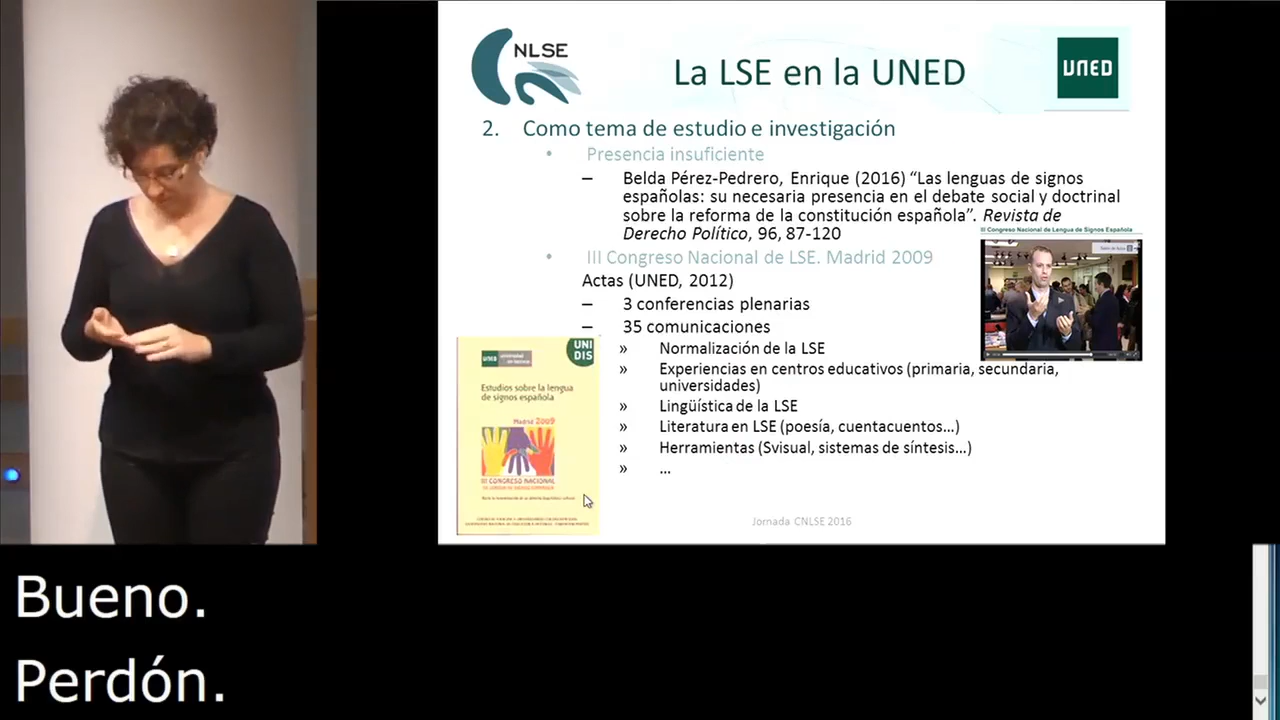 NLSE
La LSE en la UNED
UNED
2. Como tema de estudio e investigación
• Presencia insuficiente
– Belda Pérez-Pedrero, Enrique (2016) “Las lenguas de signos
españolas: su necesaria presencia en el debate social y doctrinal
sobre la reforma de la constitución española”. Revista de
Derecho Político, 96, 87-120
III Congreso Nacional de Lengua de Signos Española
• III Congreso Nacional de LSE. Madrid 2009
Actas (UNED, 2012)
– 3 conferencias plenarias
– 35 comunicaciones
» Normalización de la LSE
» Experiencias en centros educativos (primaria, secundaria,
universidades)
» Lingüística de la LSE
» Literatura en LSE (poesía, cuentacuentos…)
» Herramientas (Svisual, sistemas de síntesis…)
» …
UNI
DIS
UNED
Estudios sobre la lengua
de signos española
Madrid 2009
III CONGRESO NACIONAL
Jornada CNLSE 2016
Bueno.
Perdón.